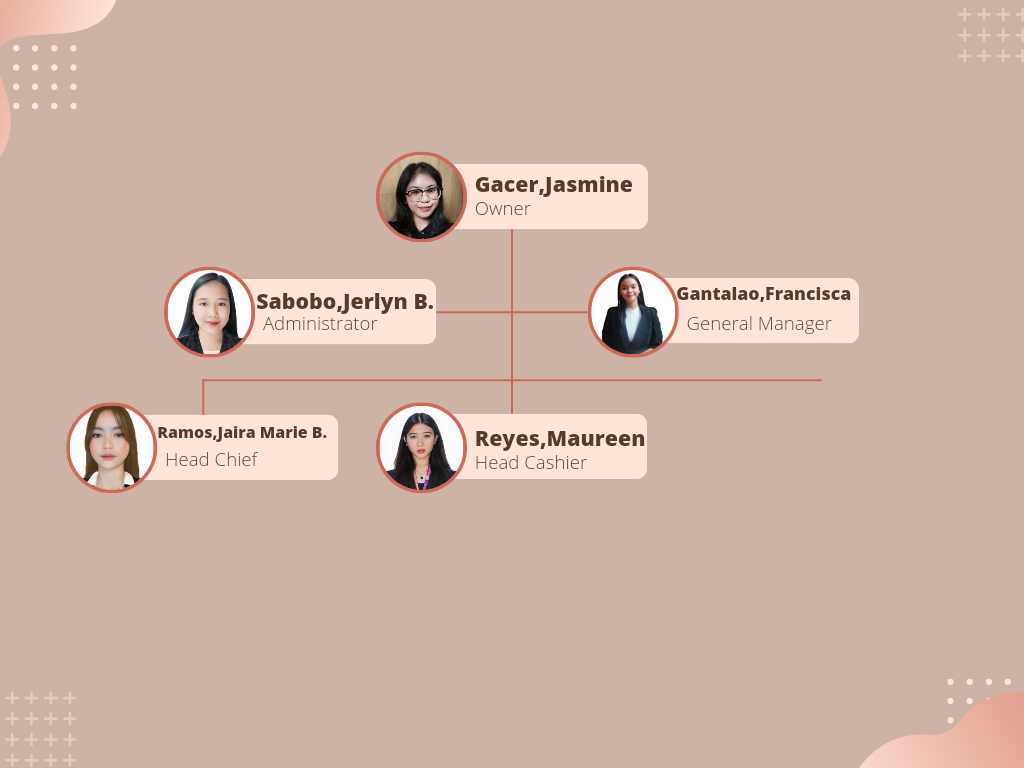 Gacer,Jasmine
Owner
Sabobo,Jerlyn B.
Administrator
Gantalao,Francisca
General Manager
Ramos,Jaira Marie B.
Head Chief
Reyes,Maureen
Head Cashier